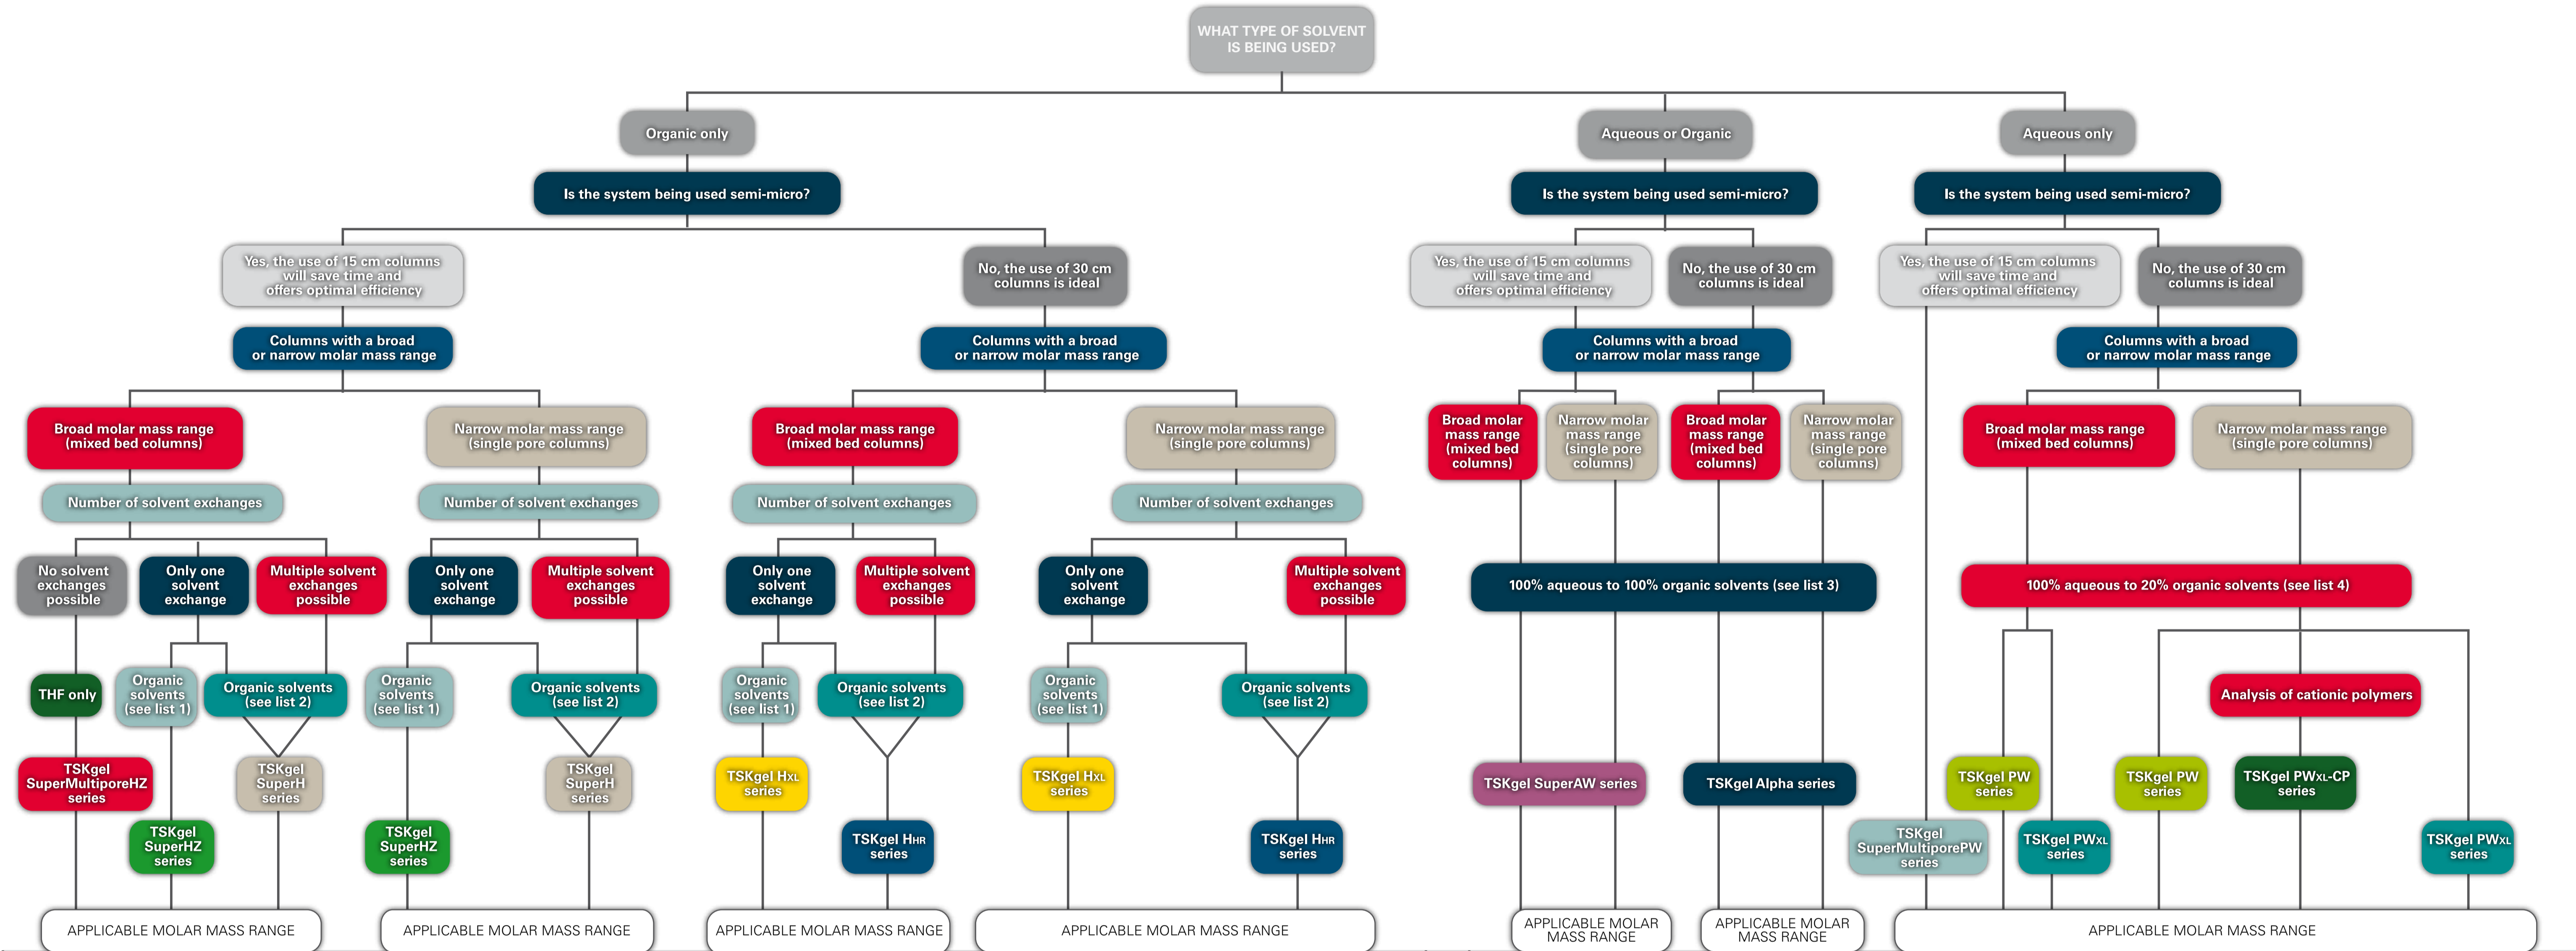 WHAT TYPE OF SOLVENT
IS BEING USED?
Organic only
Aqueous or Organic
Aqueous only
Is the system being used semi-micro?
Is the system being used semi-micro?
Is the system being used semi-micro?
Yes, the use of 15 cm columns
will save time and
offers optimal efficiency
No, the use of 30 cm
columns is ideal
Yes, the use of 15 cm columns
will save time and
offers optimal efficiency
No, the use of 30 cm
columns is ideal
Yes, the use of 15 cm columns
will save time and
offers optimal efficiency
No, the use of 30 cm
columns is ideal
Columns with a broad
or narrow molar mass range
Columns with a broad
or narrow molar mass range
Columns with a broad
or narrow molar mass range
Columns with a broad
or narrow molar mass range
Broad molar mass range
(mixed bed columns)
Narrow molar mass range
(single pore columns)
Broad molar mass range
(mixed bed columns)
Narrow molar mass range
(single pore columns)
Broad molar
mass range
(mixed bed
columns)
Narrow molar
mass range
(single pore
columns)
Broad molar
mass range
(mixed bed
columns)
Narrow molar
mass range
(single pore
columns)
Broad molar mass range
(mixed bed columns)
Narrow molar mass range
(single pore columns)
Number of solvent exchanges
Number of solvent exchanges
Number of solvent exchanges
Number of solvent exchanges
No solvent
exchanges
possible
Only one
solvent
exchange
Multiple solvent
exchanges
possible
Only one
solvent
exchange
Multiple solvent
exchanges
possible
Only one
solvent
exchange
Multiple solvent
exchanges
possible
Only one
solvent
exchange
Multiple solvent
exchanges
possible
100% aqueous to 100% organic solvents (see list 3)
100% aqueous to 20% organic solvents (see list 4)
THF only
Organic
solvents
(see list 1)
Organic solvents
(see list 2)
Organic
solvents
(see list 1)
Organic solvents
(see list 2)
Organic
solvents
(see list 1)
Organic solvents
(see list 2)
Organic
solvents
(see list 1)
Organic solvents
(see list 2)
Analysis of cationic polymers
TSKgel
SuperMultiporeHZ
series
TSKgel
SuperH
series
TSKgel
SuperH
series
TSKgel HXL
series
TSKgel HXL
series
TSKgel SuperAW series
TSKgel Alpha series
TSKgel PW
series
TSKgel PW
series
TSKgel PWXL-CP
series
TSKgel
SuperHZ
series
TSKgel
SuperHZ
series
TSKgel HHR
series
TSKgel HHR
series
TSKgel
SuperMultiporePW
series
TSKgel PWXL
series
TSKgel PWXL
series
APPLICABLE MOLAR MASS RANGE
APPLICABLE MOLAR MASS RANGE
APPLICABLE MOLAR MASS RANGE
APPLICABLE MOLAR MASS RANGE
APPLICABLE MOLAR
MASS RANGE
APPLICABLE MOLAR
MASS RANGE
APPLICABLE MOLAR MASS RANGE